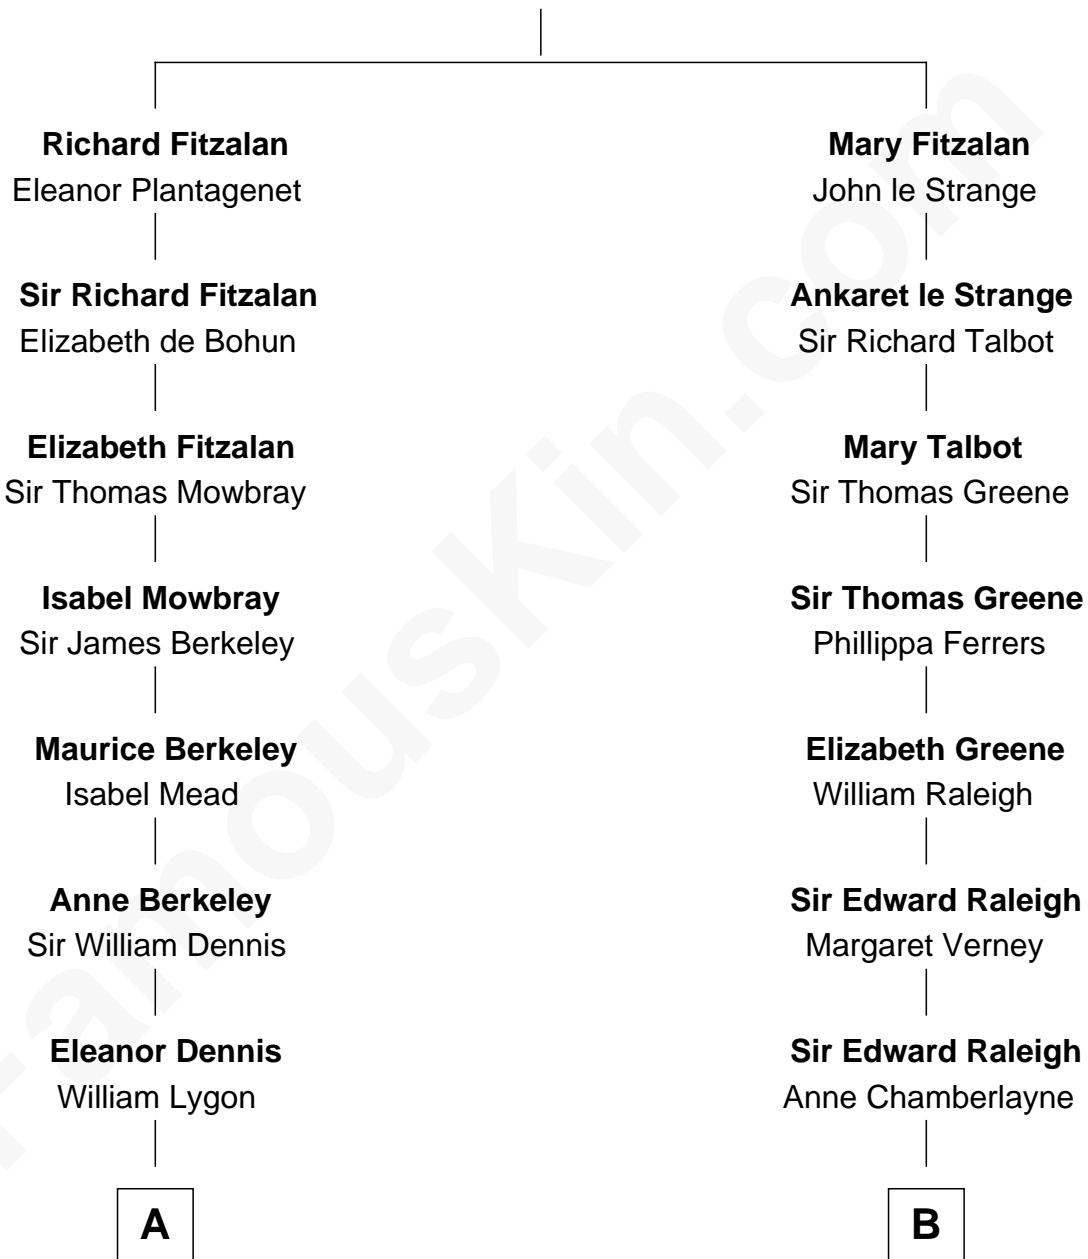 Richard Fitzalan
Eleanor Plantagenet
Sir Richard Fitzalan
Elizabeth de Bohun
Elizabeth Fitzalan
Sir Thomas Mowbray
Isabel Mowbray
Sir James Berkeley
Maurice Berkeley
Isabel Mead
Anne Berkeley
Sir William Dennis
Eleanor Dennis
William Lygon
A
Mary Fitzalan
John le Strange
Ankaret le Strange
Sir Richard Talbot
Mary Talbot
Sir Thomas Greene
Sir Thomas Greene
Phillippa Ferrers
Elizabeth Greene
William Raleigh
Sir Edward Raleigh
Margaret Verney
Sir Edward Raleigh
Anne Chamberlayne
B
FamousKin.com